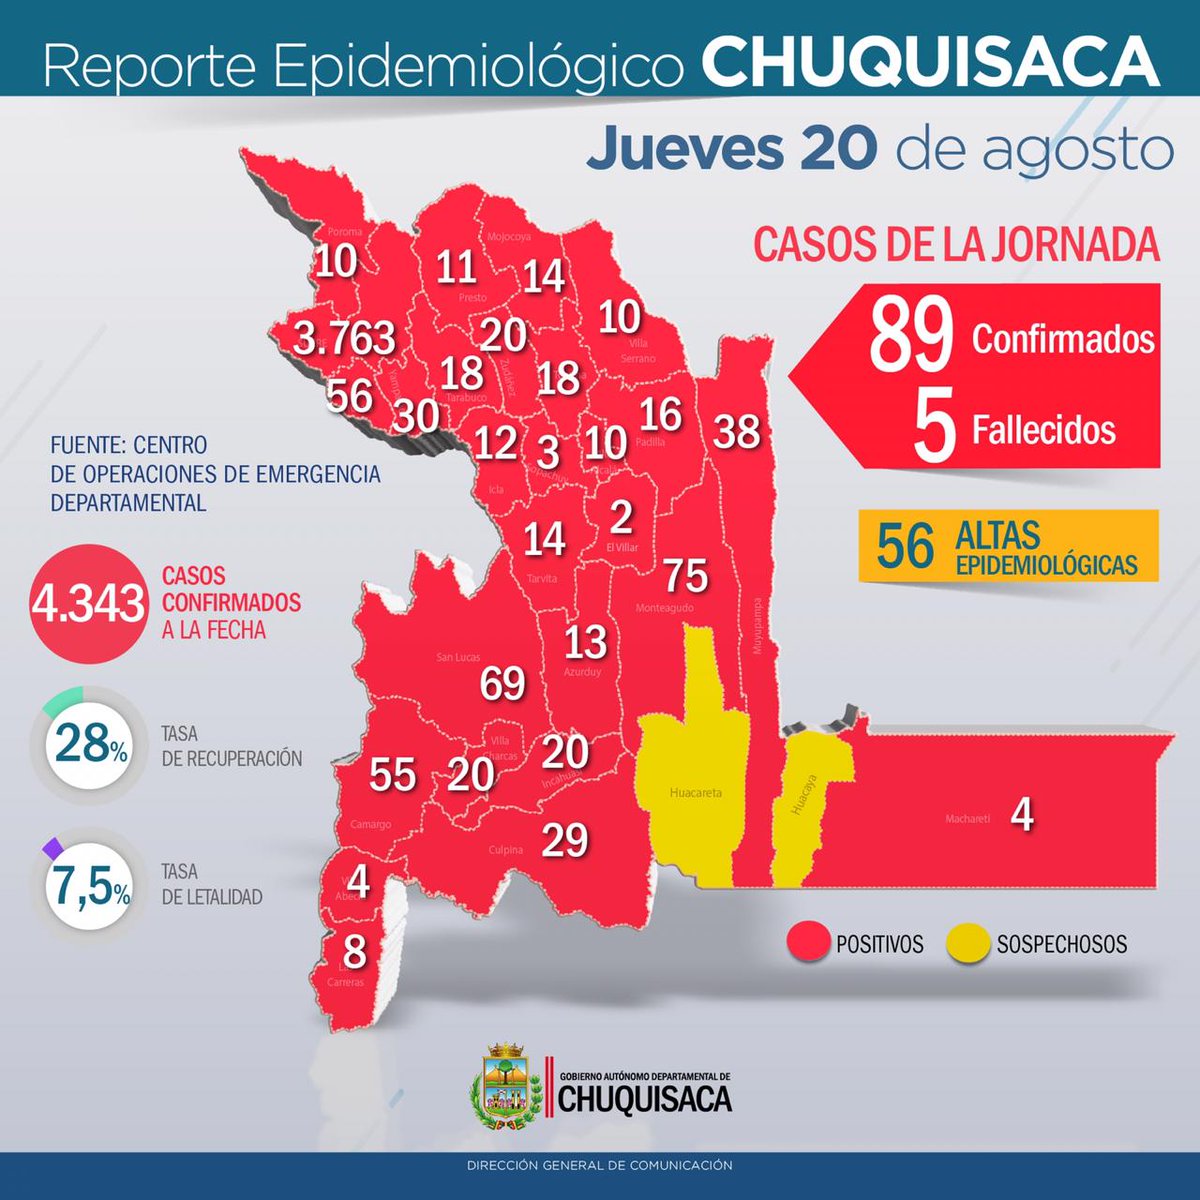 Reporte Epidemiológico CHUQUISACA
Jueves 20 de agosto
CASOS DE LA JORNADA
89 Confirmados
5 Fallecidos
56 ALTAS
EPIDEMIOLÓGICAS
FUENTE: CENTRO
DE OPERACIONES DE EMERGENCIA
DEPARTAMENTAL
4.343 CASOS
CONFIRMADOS
A LA FECHA
28% TASA
DE RECUPERACIÓN
7,5% TASA
DE LETALIDAD
Poroma
10
Mojocoya
11
14
Presto
10
Villa
Serrano
3.763
20
Zudáñez
56
30
18
Tarabuco
18
16
Padilla
38
12
Icla
3
10
2
El Villar
14
Tarvita
75
Monteagudo
Muyupampa
13
Azurduy
San Lucas
69
Villa
Charcas
20
20
55
Camargo
Culpina
29
Huacareta
Huacaya
Machareti
4
4
8
Carreras
POSITIVOS
SOSPECHOSOS
GOBIERNO AUTÓNOMO DEPARTAMENTAL DE
CHUQUISACA
DIRECCIÓN GENERAL DE COMUNICACIÓN